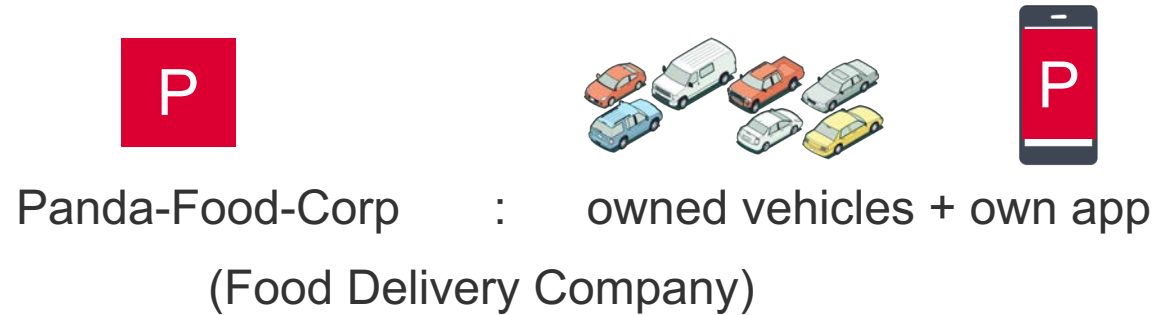 P
P
Panda-Food-Corp : owned vehicles + own app
(Food Delivery Company)